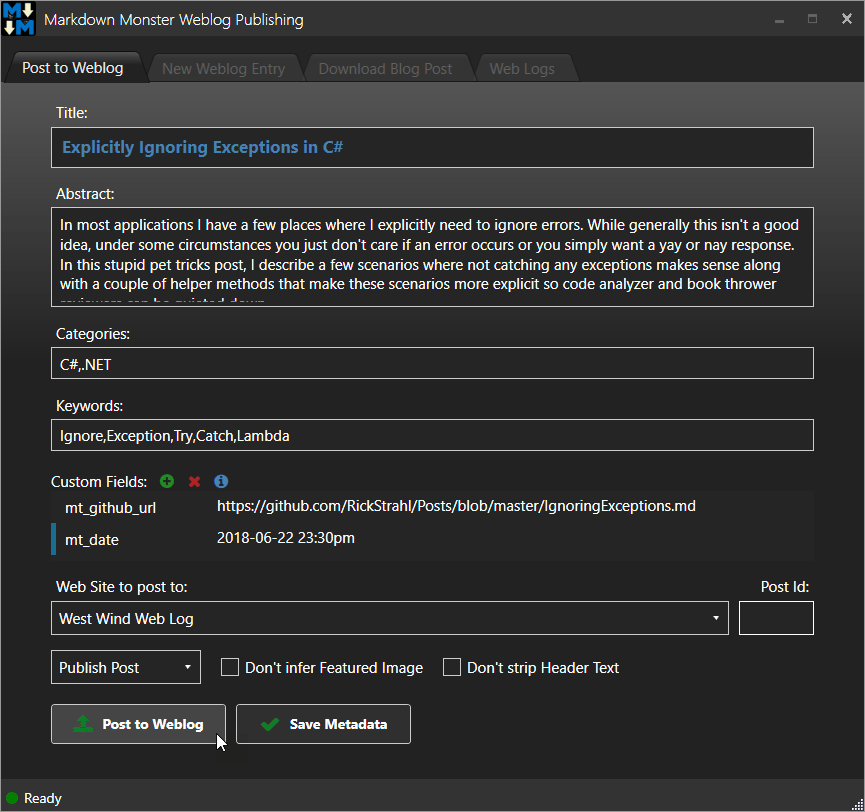 Markdown Monster Weblog Publishing
Post to Weblog
New Weblog Entry
Download Blog Post
Web Logs
Title:
Explicitly Ignoring Exceptions in C#
Abstract:
In most applications I have a few places where I explicitly need to ignore errors. While generally this isn't a good
idea, under some circumstances you just don't care if an error occurs or you simply want a yay or nay response.
In this stupid pet tricks post, I describe a few scenarios where not catching any exceptions makes sense along
with a couple of helper methods that make these scenarios more explicit so code analyzer and book thrower
Categories:
C#,.NET
Keywords:
Ignore,Exception,Try,Catch,Lambda
Custom Fields:
mt_github_url https://github.com/RickStrahl/Posts/blob/master/IgnoringExceptions.md
mt_date 2018-06-22 23:30pm
Web Site to post to:
Post Id:
West Wind Web Log
Publish Post
Don't infer Featured Image
Don't strip Header Text
Post to Weblog
Save Metadata
Ready